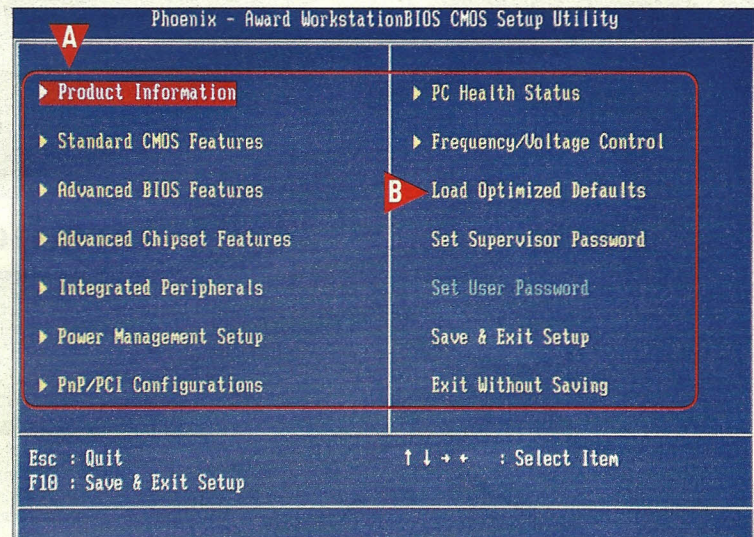 Phoenix - Award WorkstationBIOS CMOS Setup Utility
A
▶ Product Information
▶ Standard CMOS Features
▶ Advanced BIOS Features
▶ Advanced Chipset Features
▶ Integrated Peripherals
▶ Power Management Setup
▶ PnP/PCI Configurations
▶ PC Health Status
▶ Frequency/Voltage Control
B
Load Optimized Defaults
Set Supervisor Password
Set User Password
Save & Exit Setup
Exit Without Saving
Esc : Quit
F10 : Save & Exit Setup
↑ ↓ → ← : Select Item